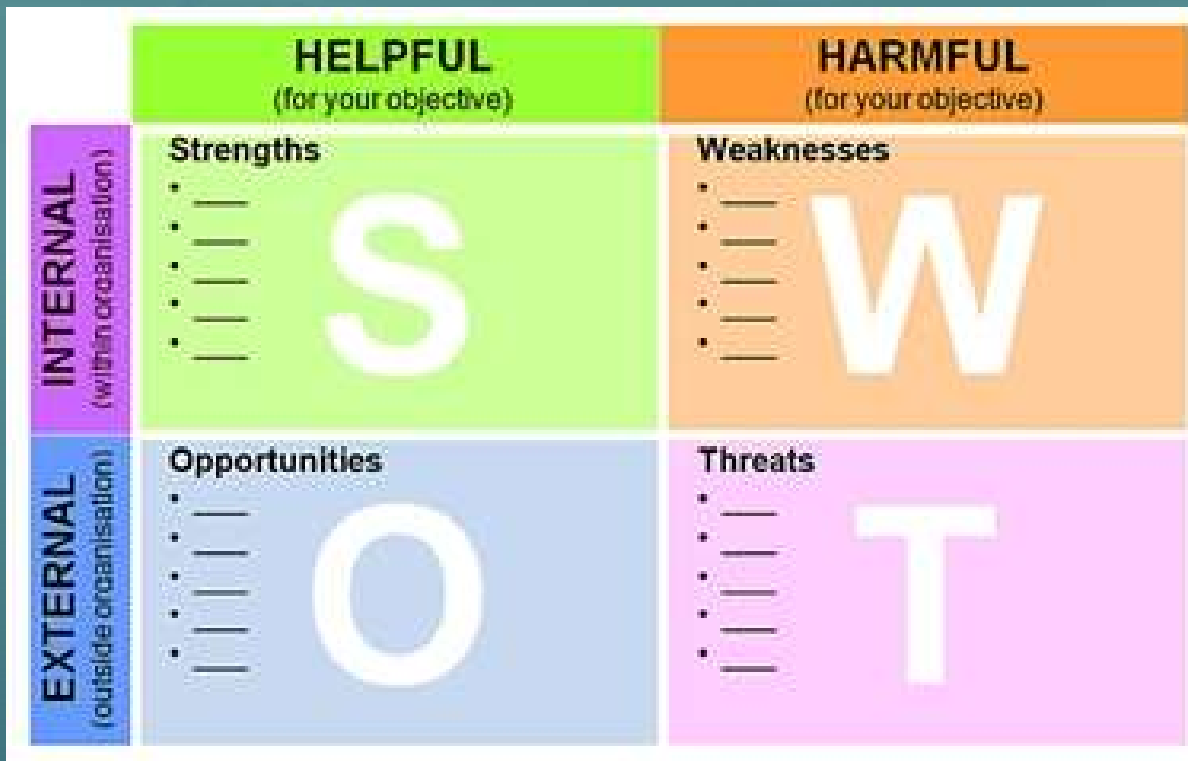 HELPFUL
(for your objective)
HARMFUL
(for your objective)
INTERNAL
(within organisation)
Strengths
S
Weaknesses
W
EXTERNAL
(outside organisation)
Opportunities
O
Threats
T